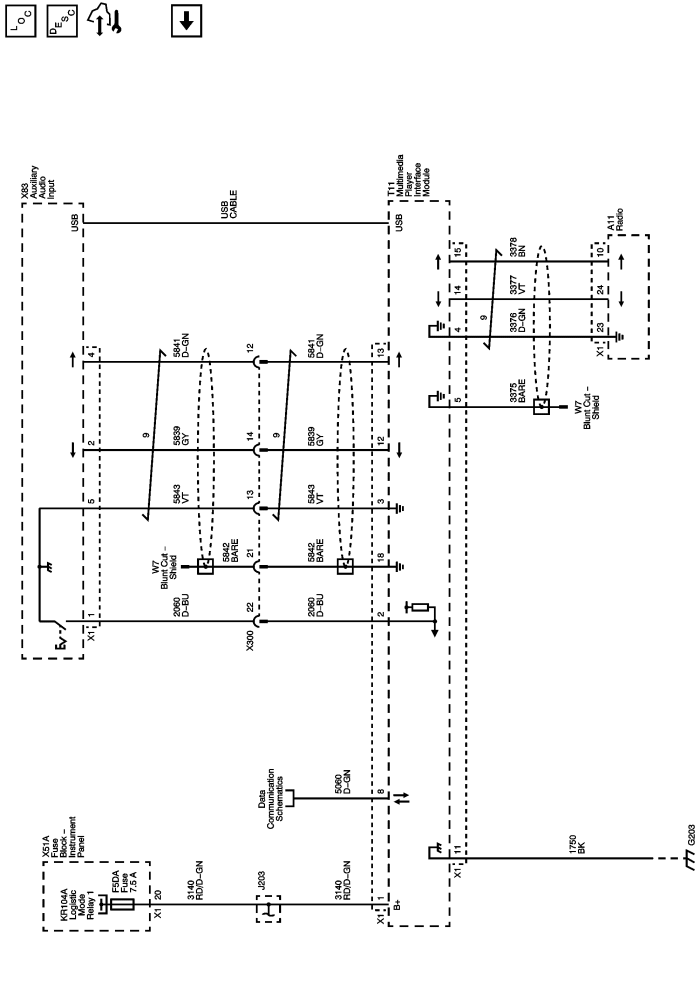 LOC
DESC
X83
Auxiliary
Audio
Input
USB
USB
CABLE
T11
Multimedia
Player
Interface
Module
USB
4
5841
D–GN
12
5841
D–GN
13
2
9
5839
GY
14
9
5839
GY
12
5
5843
VT
13
5843
VT
3
W7
Blunt Cut –
Shield
5842
BARE
21
5842
BARE
18
1
X1
2060
D–BU
22
X300
2060
D–BU
2
15
3378
BN
10
A11
Radio
14
3377
VT
24
9
4
3376
D–GN
23
X1
5
3375
BARE
W7
Blunt Cut –
Shield
Data
Communication
Schematics
5060
D–GN
8
X51A
Fuse
Block –
Instrument
Panel
KR104A
Logistic
Mode
Relay 1
F5DA
Fuse
7.5 A
20
X1
3140
RD/D–GN
J203
3140
RD/D–GN
1
X1
B+
11
X1
1750
BK
G203